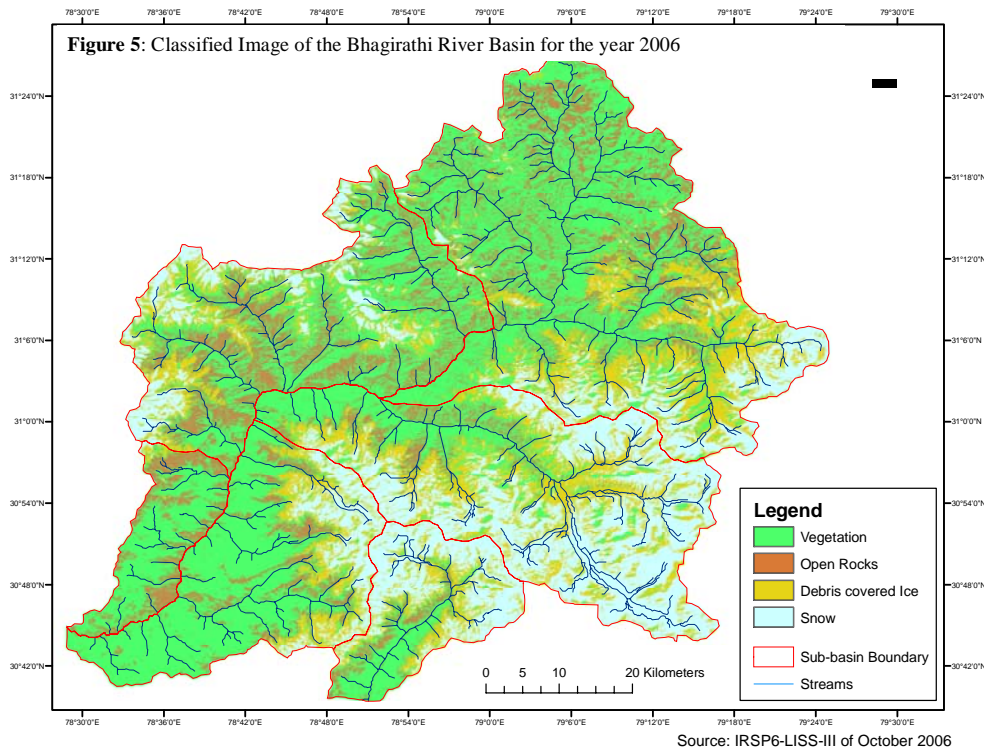 78°30'0"E 78°36'0"E 78°42'0"E 78°48'0"E 78°54'0"E 79°0'0"E 79°6'0"E 79°12'0"E 79°18'0"E 79°24'0"E 79°30'0"E
Figure 5: Classified Image of the Bhagirathi River Basin for the year 2006
31°24'0"N 31°24'0"N
31°18'0"N 31°18'0"N
31°12'0"N 31°12'0"N
31°6'0"N 31°6'0"N
31°0'0"N 31°0'0"N
30°54'0"N 30°54'0"N
Legend
Vegetation
Open Rocks
30°48'0"N 30°48'0"N
Debris covered Ice
Snow
Sub-basin Boundary
30°42'0"N 30°42'0"N
0 5 10 20 Kilometers
Streams
78°30'0"E 78°36'0"E 78°42'0"E 78°48'0"E 78°54'0"E 79°0'0"E 79°6'0"E 79°12'0"E 79°18'0"E 79°24'0"E 79°30'0"E
Source: IRSP6-LISS-III of October 2006